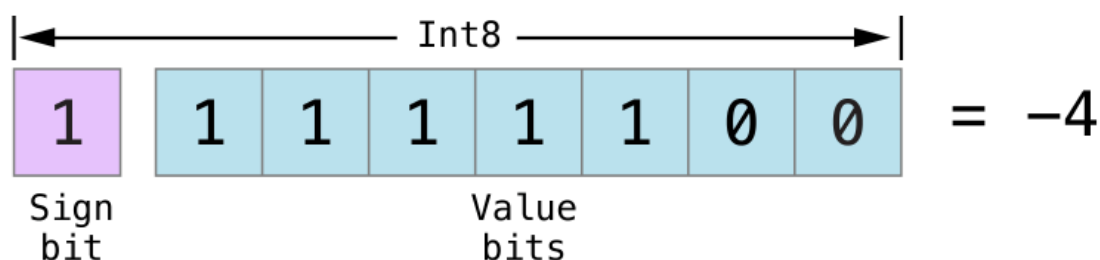 Int8
1 1 1 1 1 1 0 0 = −4
Sign
bit
Value
bits